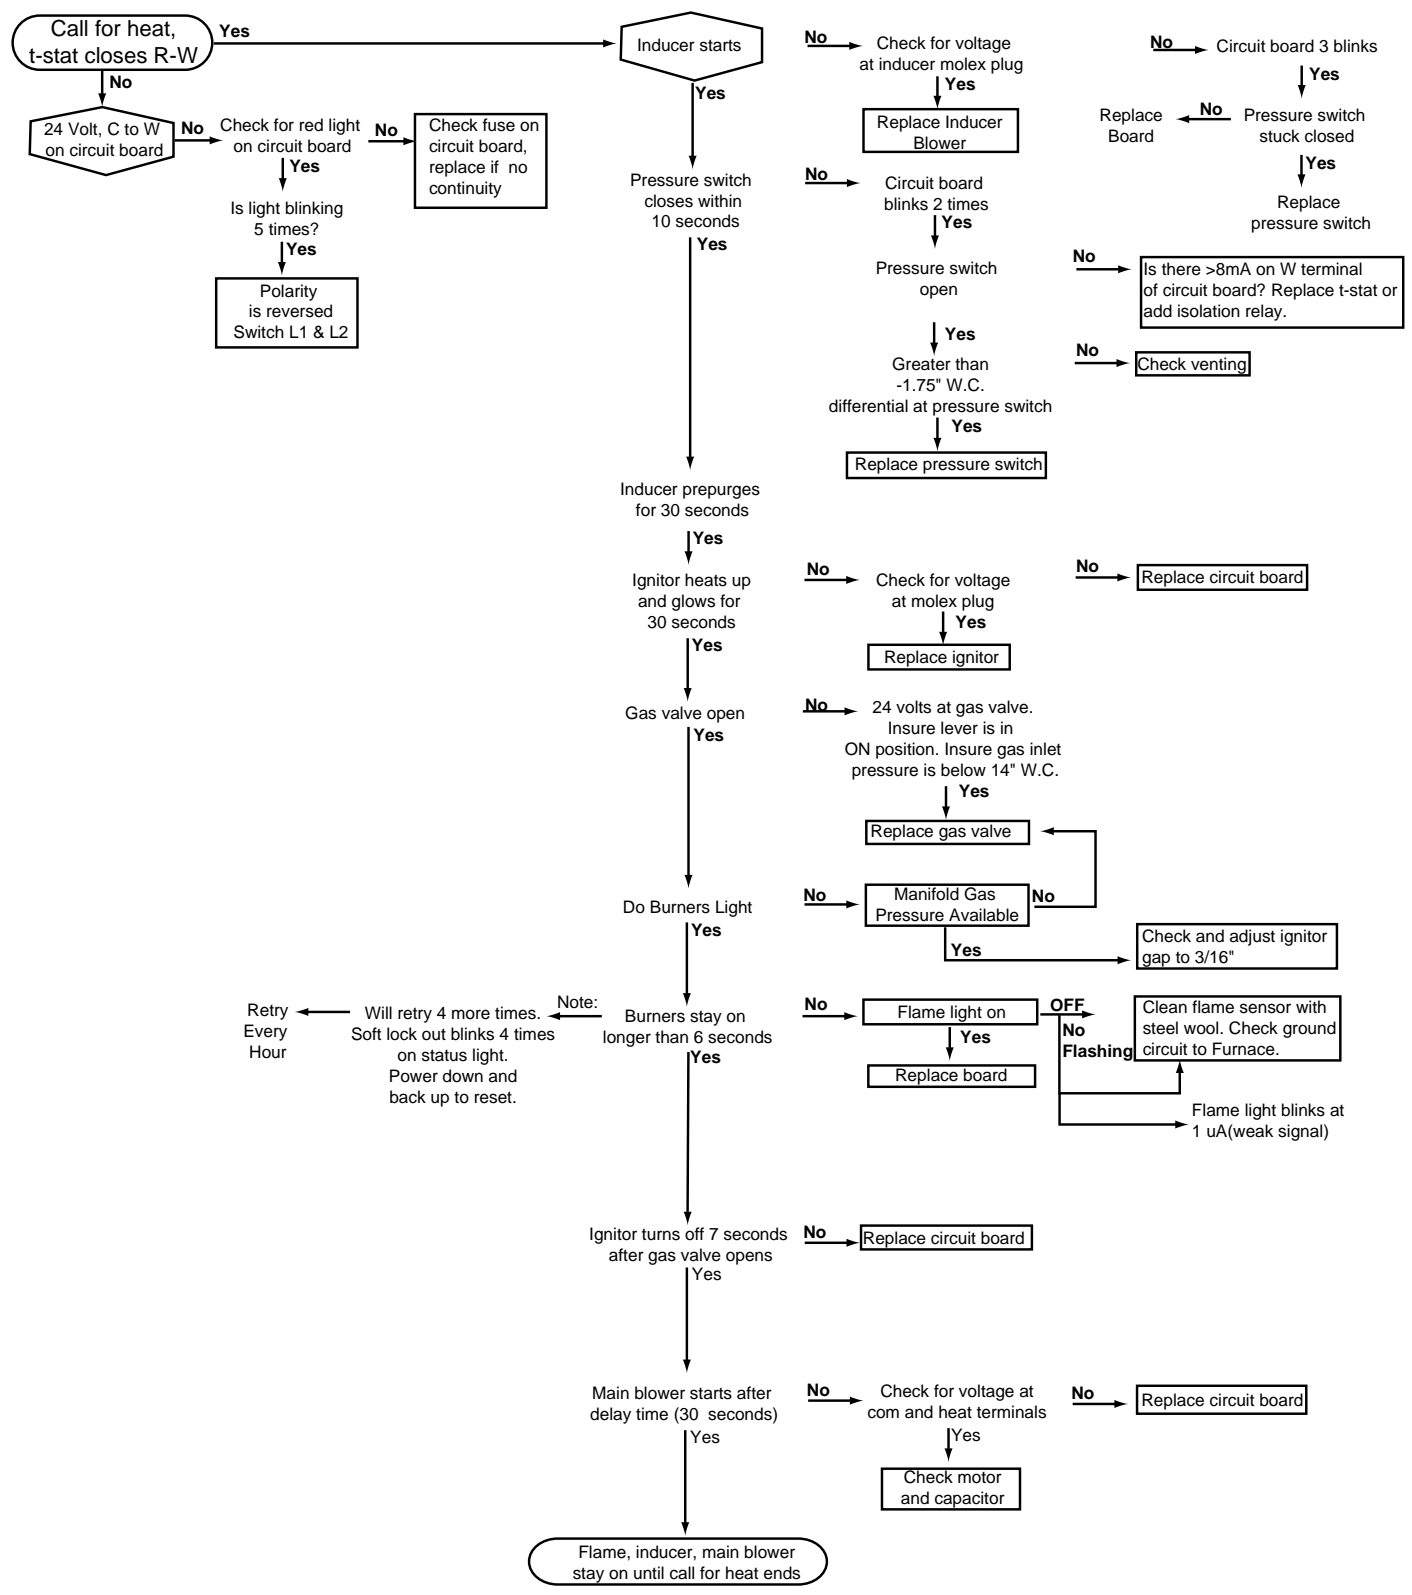 Call for heat,
t-stat closes R-W
Yes
Inducer starts
No
Check for voltage
at inducer molex plug
Yes
Replace Inducer
Blower
No
Circuit board 3 blinks
Yes
Pressure switch
stuck closed
No
Replace
Board
Yes
Replace
pressure switch
No
24 Volt, C to W
on circuit board
No
Check for red light
on circuit board
No
Check fuse on
circuit board,
replace if no
continuity
Yes
Is light blinking
5 times?
Yes
Polarity
is reversed
Switch L1 & L2
Yes
Pressure switch
closes within
10 seconds
No
Circuit board
blinks 2 times
Yes
Pressure switch
open
No
Is there >8mA on W terminal
of circuit board? Replace t-stat or
add isolation relay.
Yes
Greater than
-1.75" W.C.
differential at pressure switch
No
Check venting
Yes
Replace pressure switch
Yes
Inducer prepurges
for 30 seconds
Yes
Ignitor heats up
and glows for
30 seconds
No
Check for voltage
at molex plug
No
Replace circuit board
Yes
Replace ignitor
Yes
Gas valve open
No
24 volts at gas valve.
Insure lever is in
ON position. Insure gas inlet
pressure is below 14" W.C.
Yes
Replace gas valve
Yes
Do Burners Light
No
Manifold Gas
Pressure Available
No
Yes
Check and adjust ignitor
gap to 3/16"
Yes
Burners stay on
longer than 6 seconds
Note:
Will retry 4 more times.
Soft lock out blinks 4 times
on status light.
Power down and
back up to reset.
Retry
Every
Hour
No
Flame light on
OFF
No
Flashing
Clean flame sensor with
steel wool. Check ground
circuit to Furnace.
Yes
Replace board
Flame light blinks at
1 uA(weak signal)
Yes
Ignitor turns off 7 seconds
after gas valve opens
No
Replace circuit board
Yes
Main blower starts after
delay time (30 seconds)
No
Check for voltage at
com and heat terminals
No
Replace circuit board
Yes
Check motor
and capacitor
Yes
Flame, inducer, main blower
stay on until call for heat ends